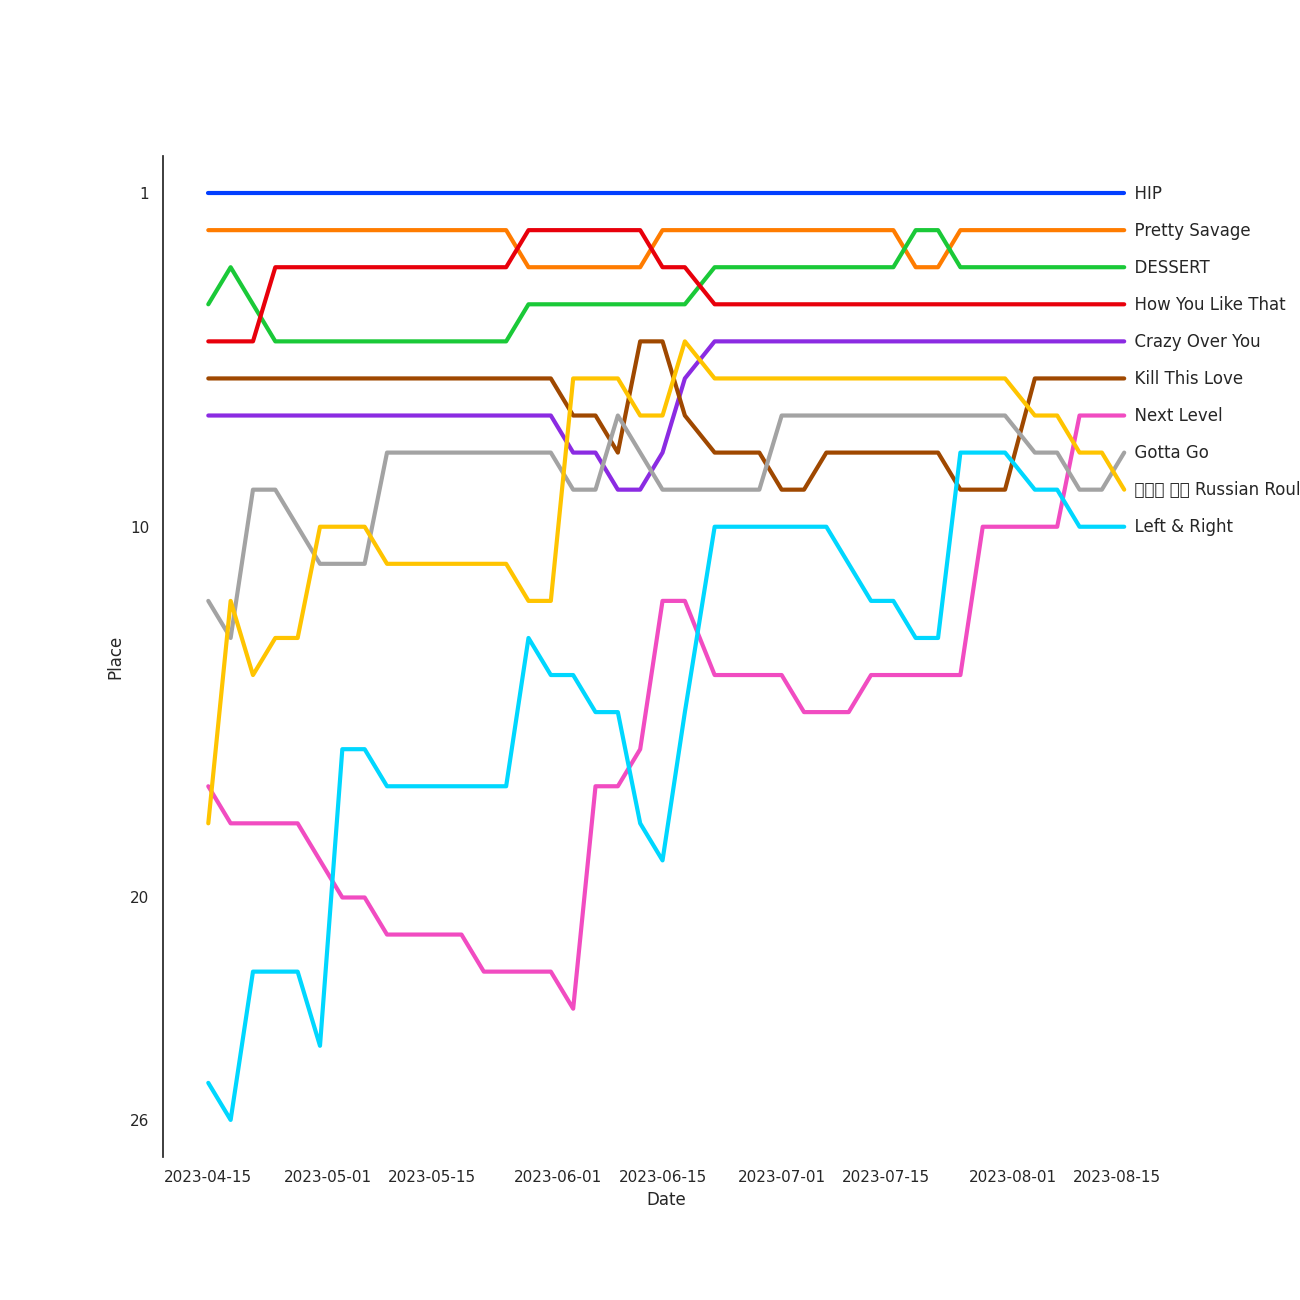 1
10
20
26
Place
HIP
Pretty Savage
DESSERT
How You Like That
Crazy Over You
Kill This Love
Next Level
Gotta Go
Russian Roul
Left & Right
2023-04-15 2023-05-01 2023-05-15 2023-06-01 2023-06-15 2023-07-01 2023-07-15 2023-08-01 2023-08-15
Date